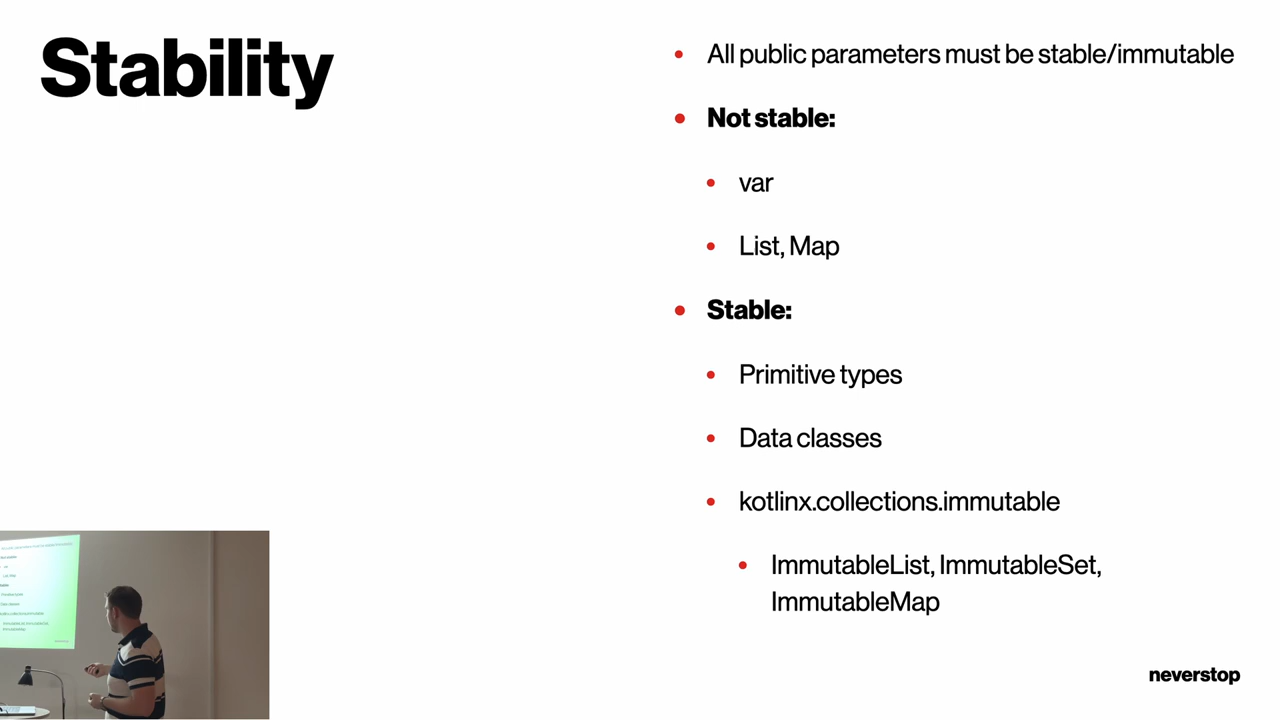 Stability
All public parameters must be stable/immutable
Not stable:
var
List, Map
Stable:
Primitive types
Data classes
kotlinx.collections.immutable
ImmutableList, ImmutableSet,
ImmutableMap
neverstop